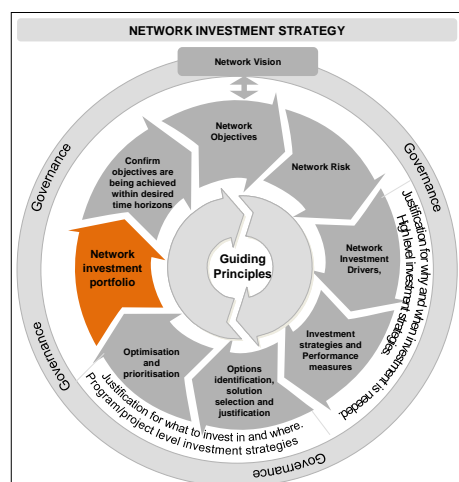 NETWORK INVESTMENT STRATEGY
Network Vision
Network
Objectives
Network Risk
Network
Investment
Drivers,
Investment
strategies and
Performance
measures
Options
identification,
solution
selection and
justification
Optimisation
and
prioritisation
Network
investment
portfolio
Confirm
objectives are
being achieved
within desired
time horizons
Guiding
Principles
Governance
Governance
Governance
Governance
Justification for why and when investment is needed.
High level investment strategies.
Justification for what to invest in and where.
Program/project level investment strategies